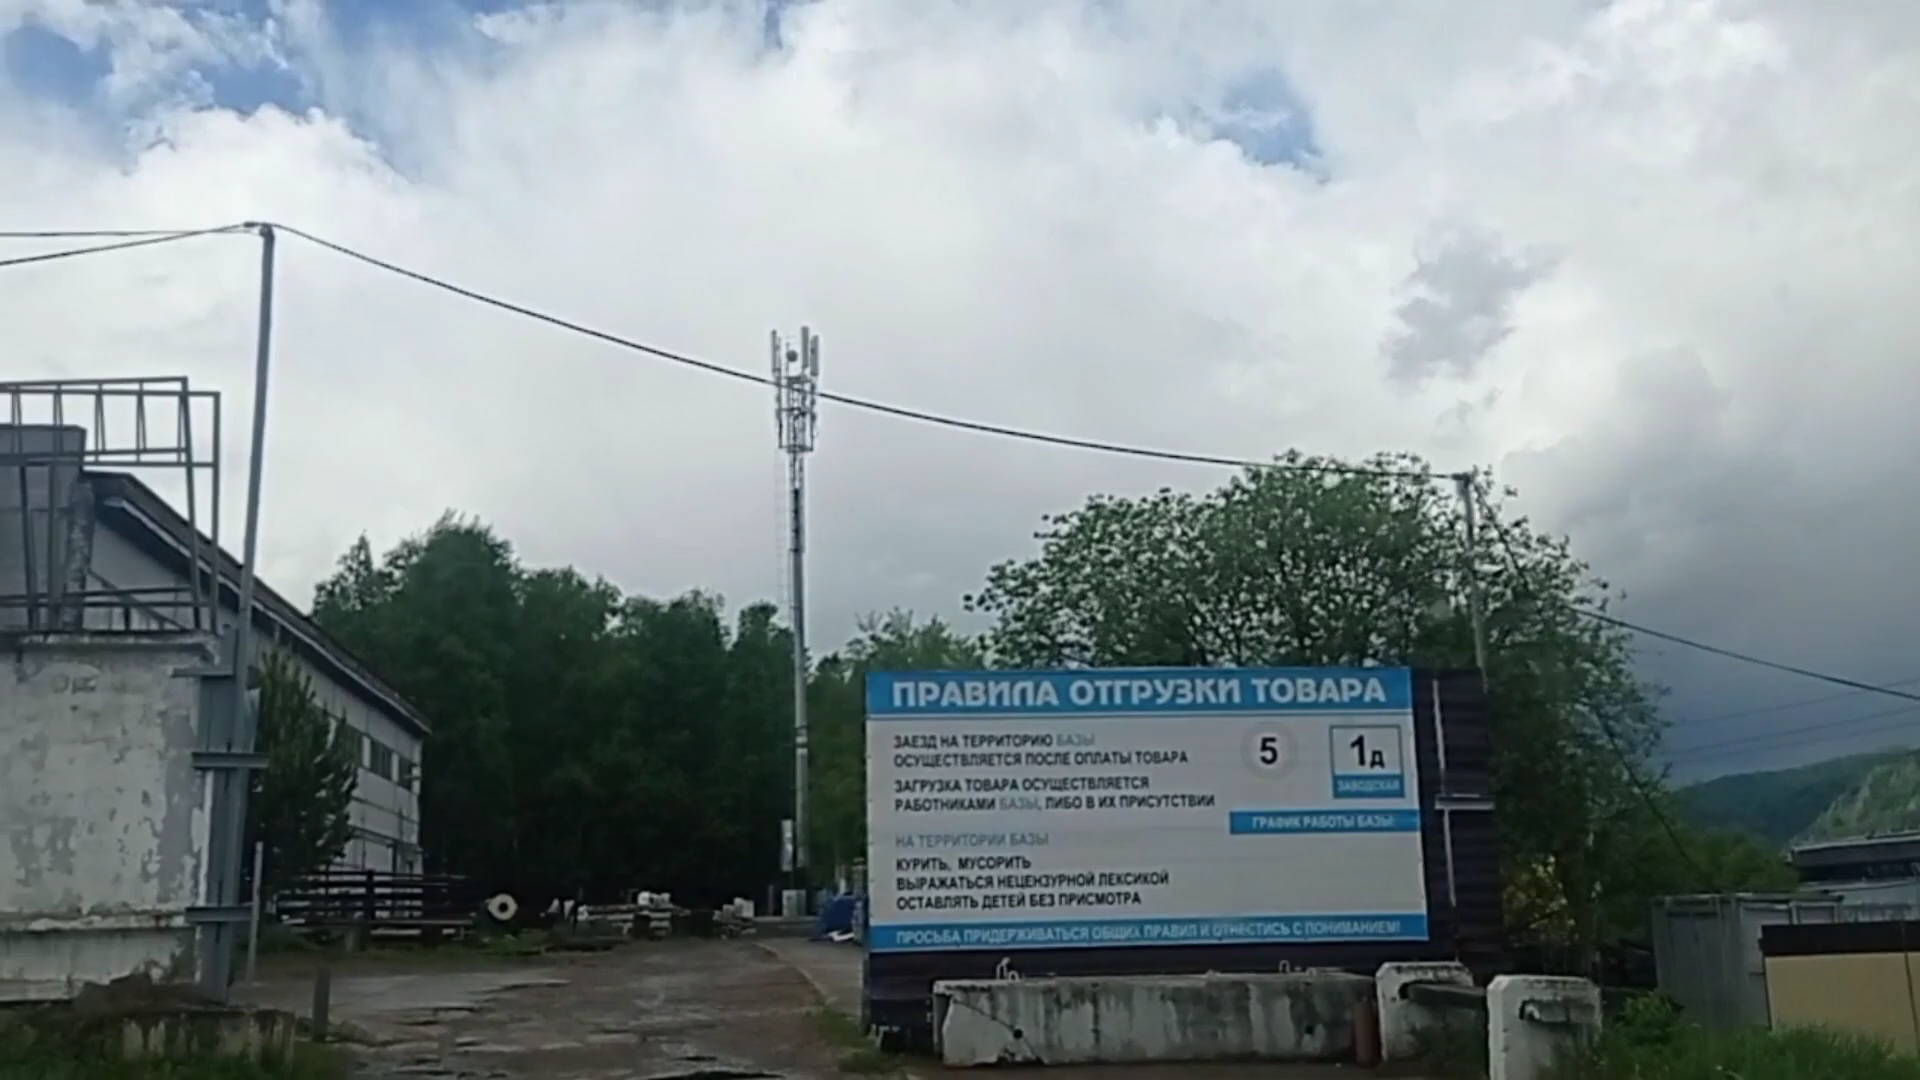 ПРАВИЛА ОТГРУЗКИ ТОВАРА
ЗАЕЗД НА ТЕРРИТОРИЮ БАЗЫ
ОСУЩЕСТВЛЯЕТСЯ ПОСЛЕ ОПЛАТЫ ТОВАРА
ЗАГРУЗКА ТОВАРА ОСУЩЕСТВЛЯЕТСЯ
РАБОТНИКАМИ БАЗЫ, ЛИБО В ИХ ПРИСУТСТВИИ
5
1д
ЗАВОДСКАЯ
ГРАФИК РАБОТЫ БАЗЫ:
НА ТЕРРИТОРИИ БАЗЫ
КУРИТЬ, МУСОРИТЬ
ВЫРАЖАТЬСЯ НЕЦЕНЗУРНОЙ ЛЕКСИКОЙ
ОСТАВЛЯТЬ ДЕТЕЙ БЕЗ ПРИСМОТРА
ПРОСЬБА ПРИДЕРЖИВАТЬСЯ ОБЩИХ ПРАВИЛ И ОТНЕСТИСЬ С ПОНИМАНИЕМ!